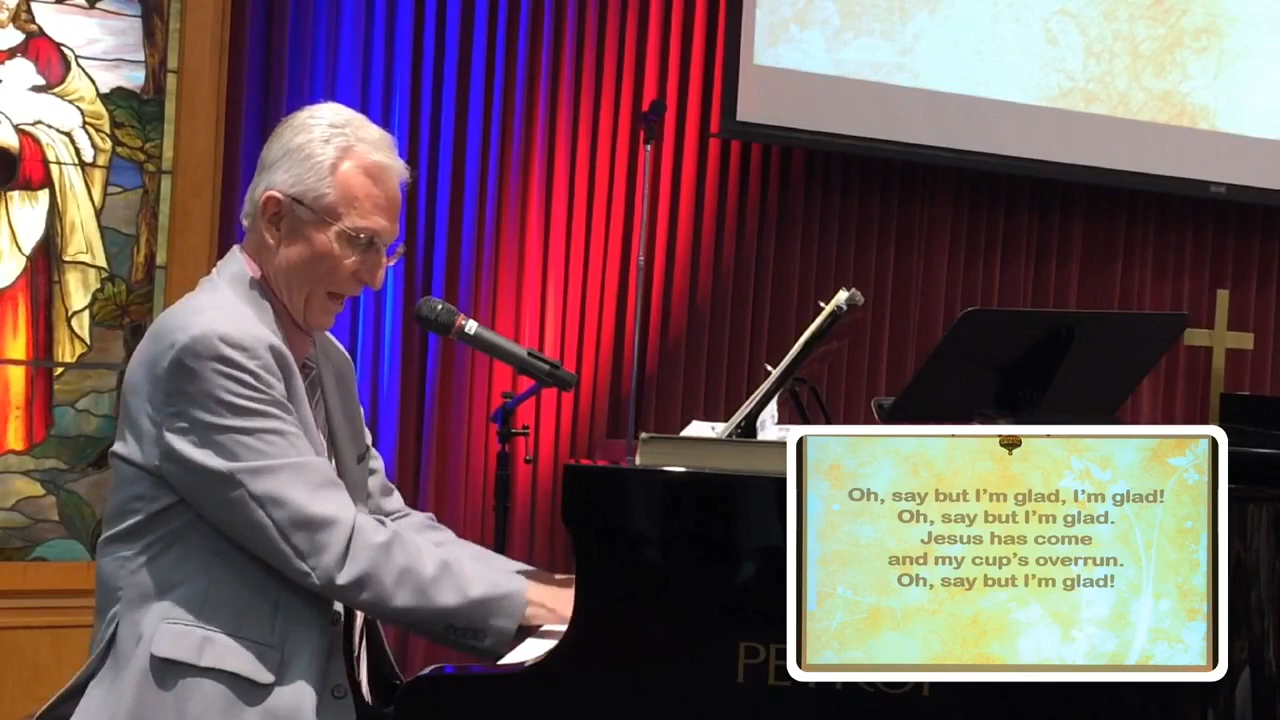 Oh, say but I'm glad, I'm glad!
Oh, say but I'm glad.
Jesus has come
and my cup's overrun.
Oh, say but I'm glad!